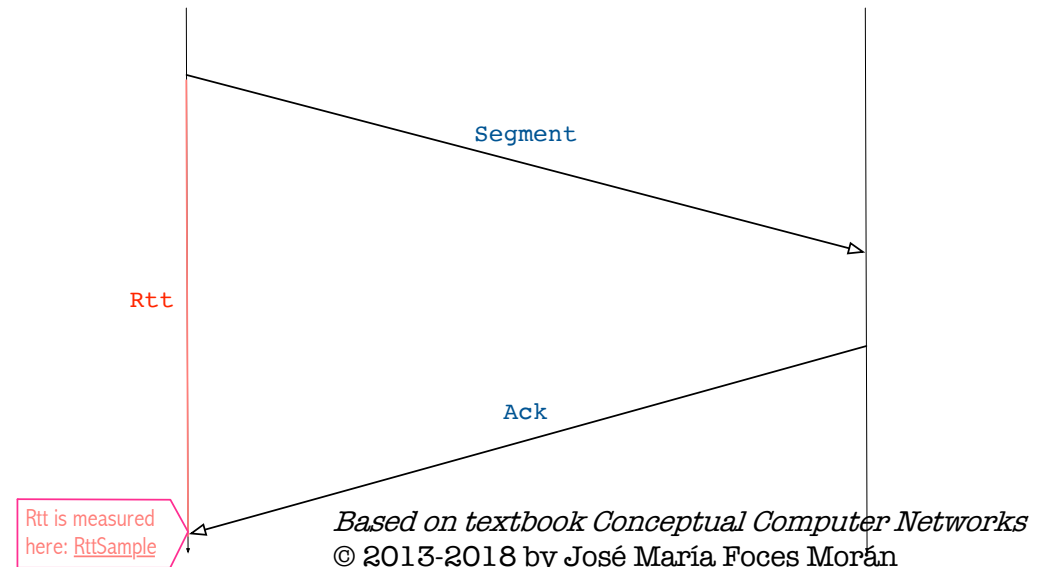 Segment
Rtt
Ack
Rtt is measured
here: RttSample
Based on textbook Conceptual Computer Networks
© 2013-2018 by José María Foces Morán